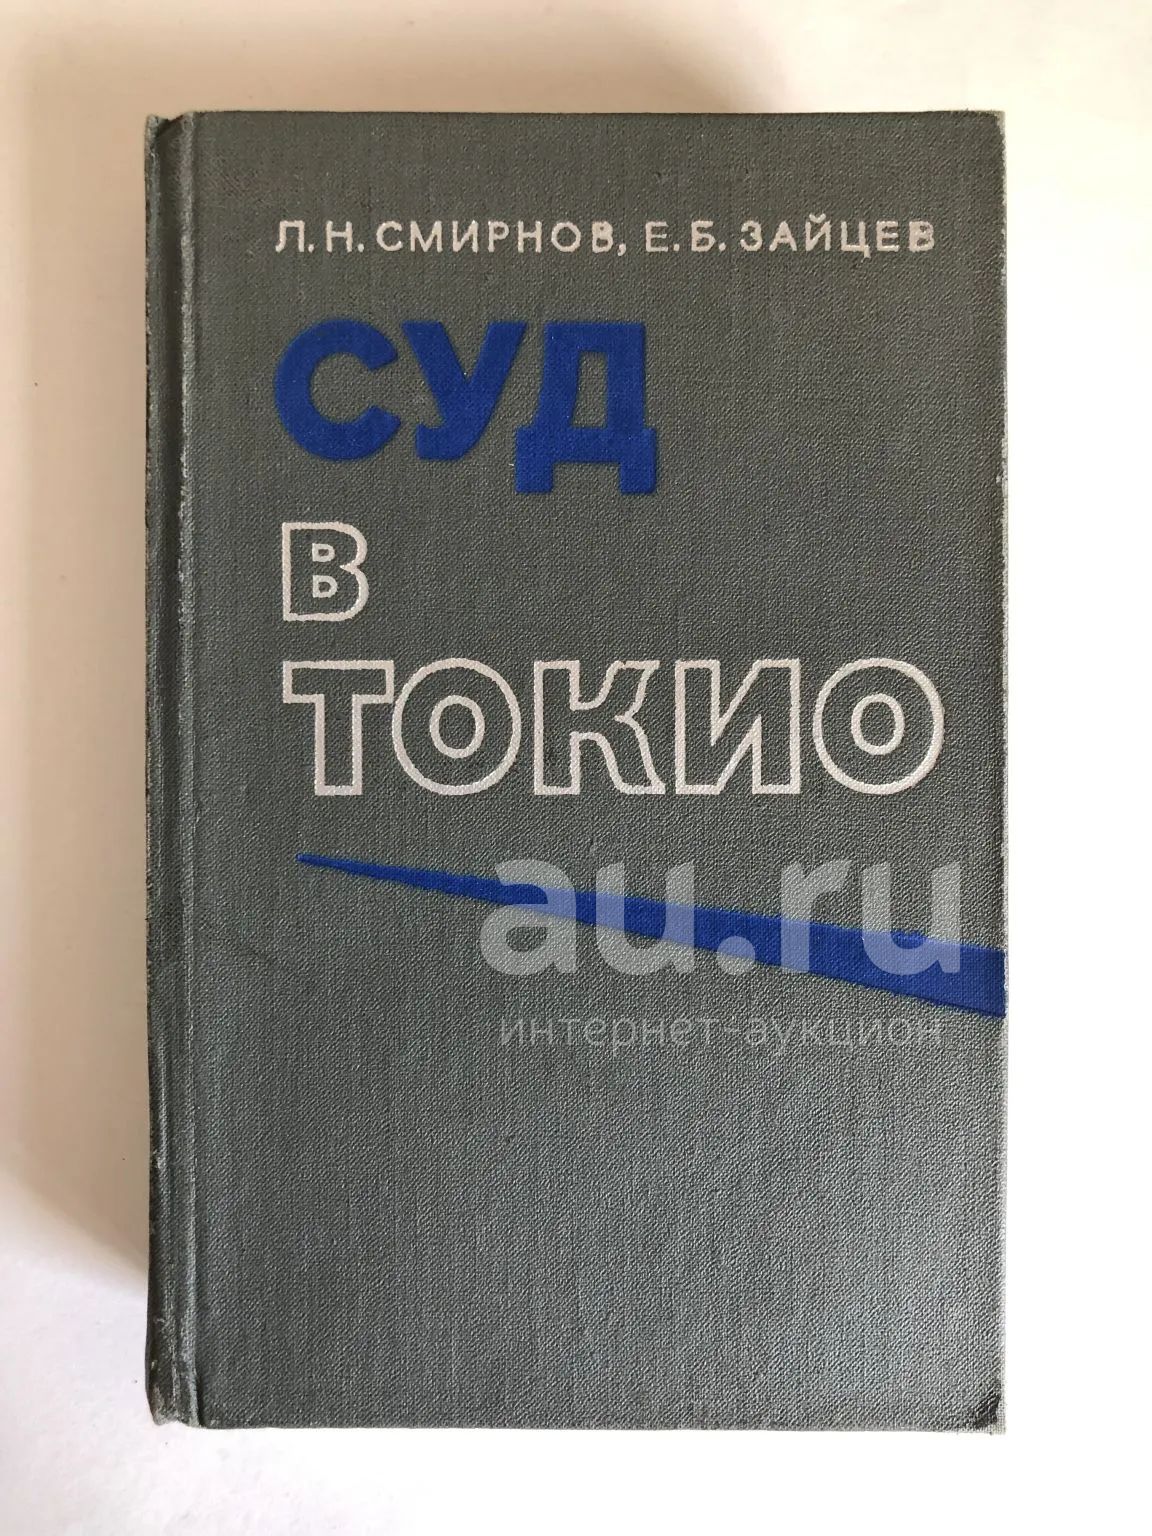 Л.Н.СМИРНОВ, Е.Б.ЗАЙЦЕВ
СУД
В
ТОКИО
au.ru
интернет-аукцион